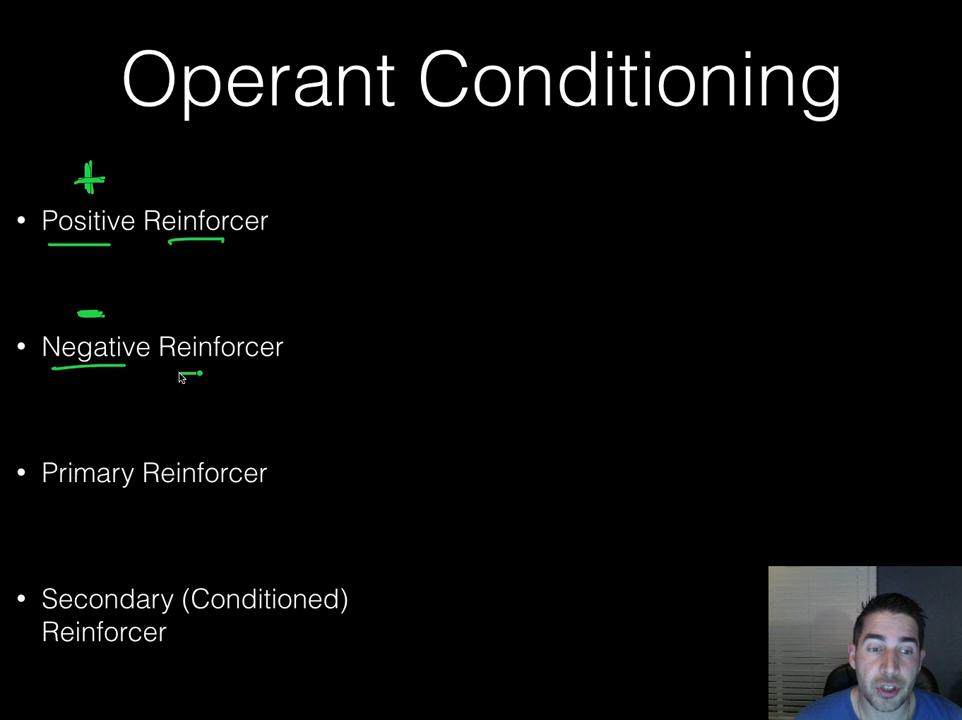 Operant Conditioning
+
• Positive Reinforcer
-
• Negative Reinforcer
• Primary Reinforcer
• Secondary (Conditioned)
Reinforcer